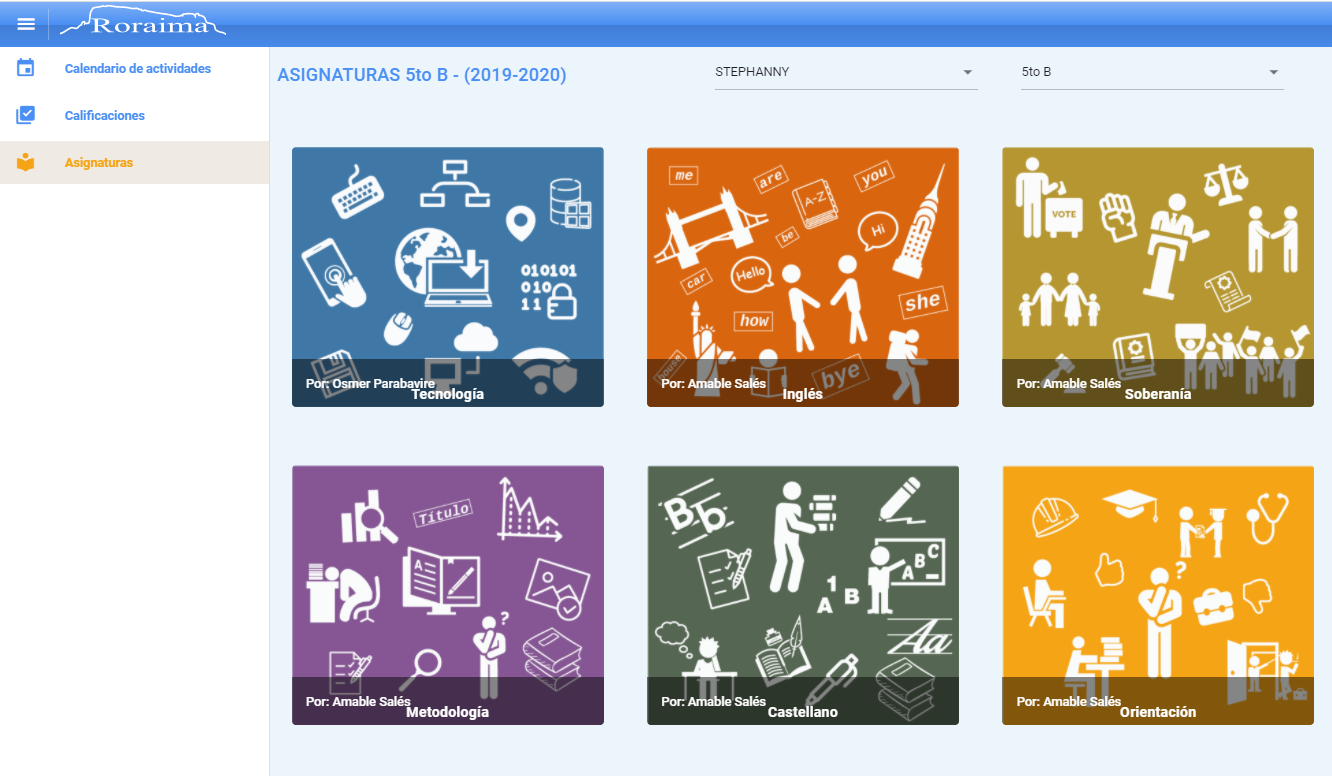 Roraima
Calendario de actividades
Calificaciones
Asignaturas
ASIGNATURAS 5to B - (2019-2020)
STEPHANNY
5to B
010101
010
11
Por: Osmer Parabavire
Tecnología
me
are
you
A-Z
be
Hi
car
Hello
she
how
house
bye
Por: Amable Salés
Inglés
VOTE
Por: Amable Salés
Soberanía
Título
A
?
Por: Amable Salés
Metodología
B b
A B C
1
A B
Aa
Por: Amable Salés
Castellano
?
Por: Amable Salés
Orientación